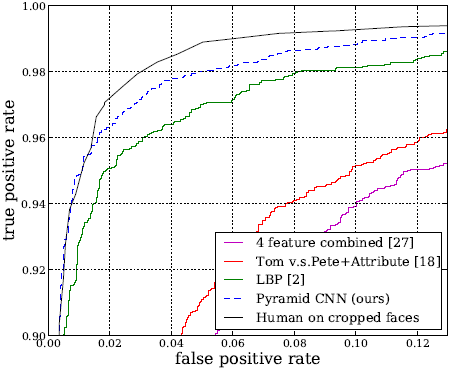 1.00
0.98
0.96
0.94
0.92
0.90
0.00 0.02 0.04 0.06 0.08 0.10 0.12
true positive rate
false positive rate
4 feature combined [27]
Tom v.s.Pete+Attribute [18]
LBP [2]
Pyramid CNN (ours)
Human on cropped faces